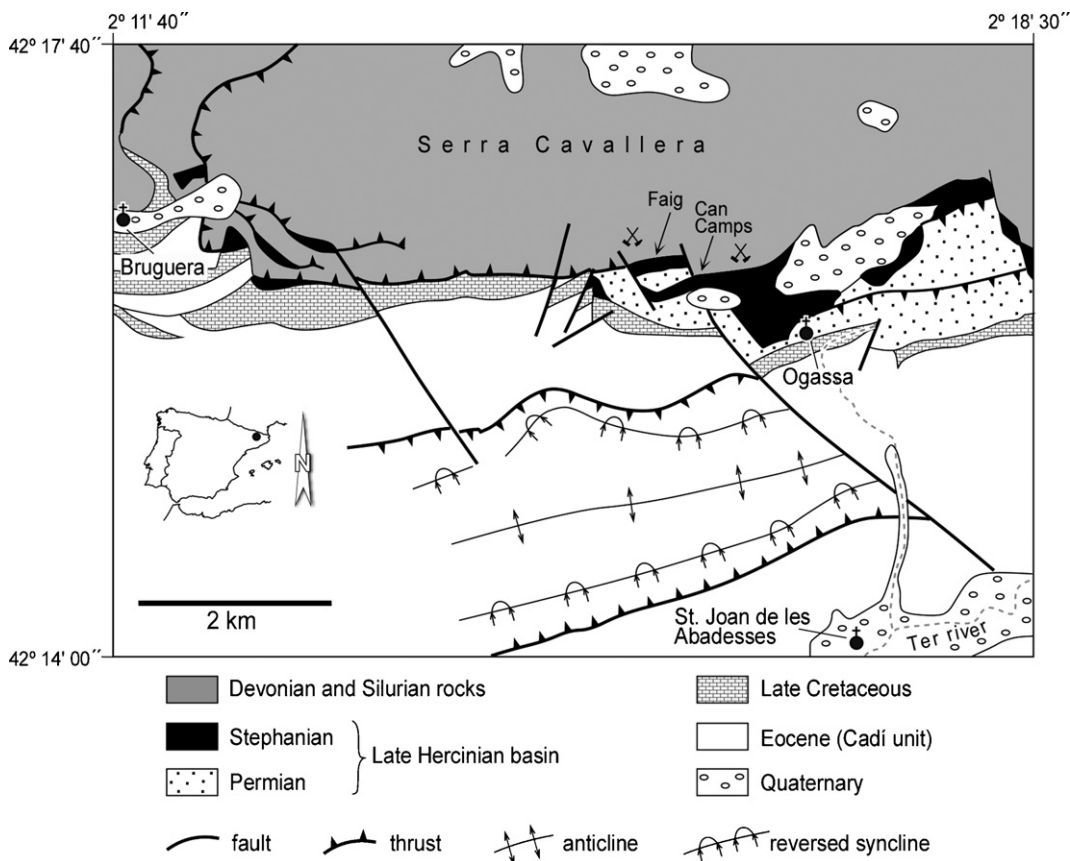 2º 11´ 40´´
2º 18´ 30´´
42º 17´ 40´´
Serra Cavallera
Faig
Can
Camps
Bruguera
Ogassa
N
2 km
St. Joan de les
Abadesses
Ter river
42º 14´ 00´´
Devonian and Silurian rocks
Late Cretaceous
Stephanian
Late Hercinian basin
Eocene (Cadí unit)
Permian
Quaternary
fault
thrust
anticline
reversed syncline